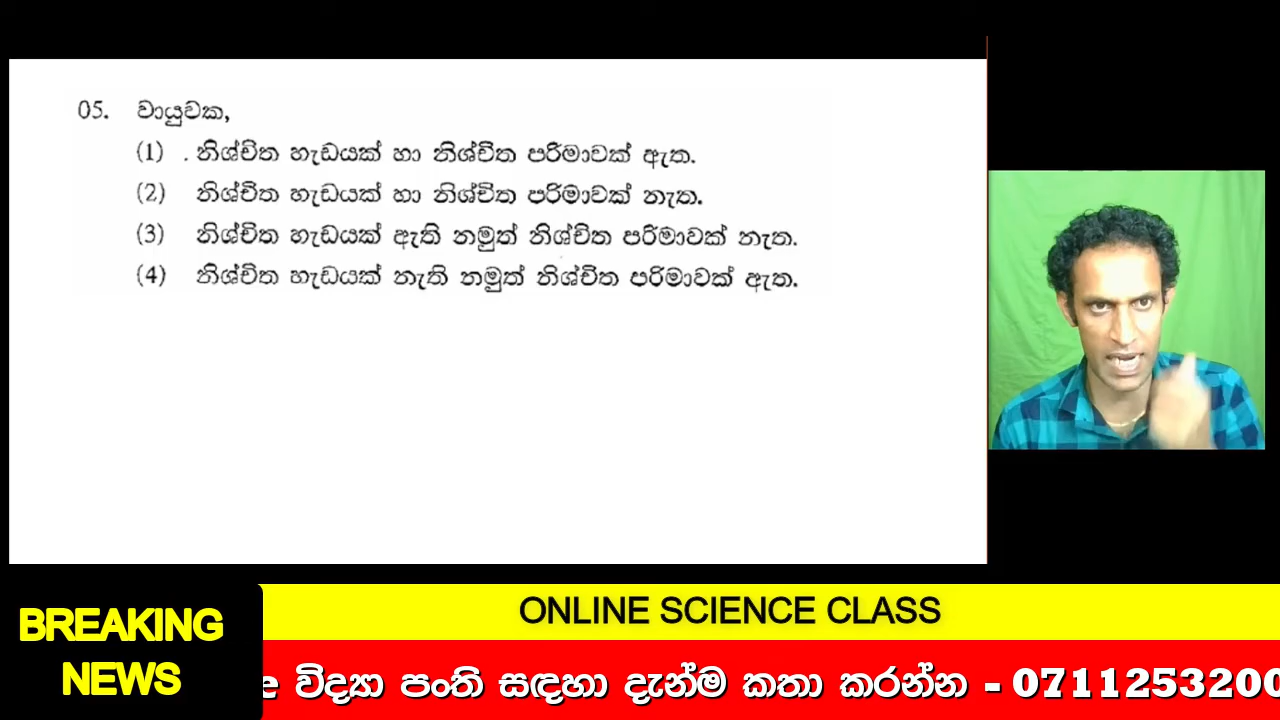 05. වායුවක,
(1) . නිශ්චිත හැඩයක් හා නිශ්චිත පරිමාවක් ඇත.
(2) නිශ්චිත හැඩයක් හා නිශ්චිත පරිමාවක් නැත.
(3) නිශ්චිත හැඩයක් ඇති නමුත් නිශ්චිත පරිමාවක් නැත.
(4) නිශ්චිත හැඩයක් නැති නමුත් නිශ්චිත පරිමාවක් ඇත.
ONLINE SCIENCE CLASS
BREAKING
NEWS
විද්‍යා පංති සඳහා දැන්ම කතා කරන්න - 0711253200